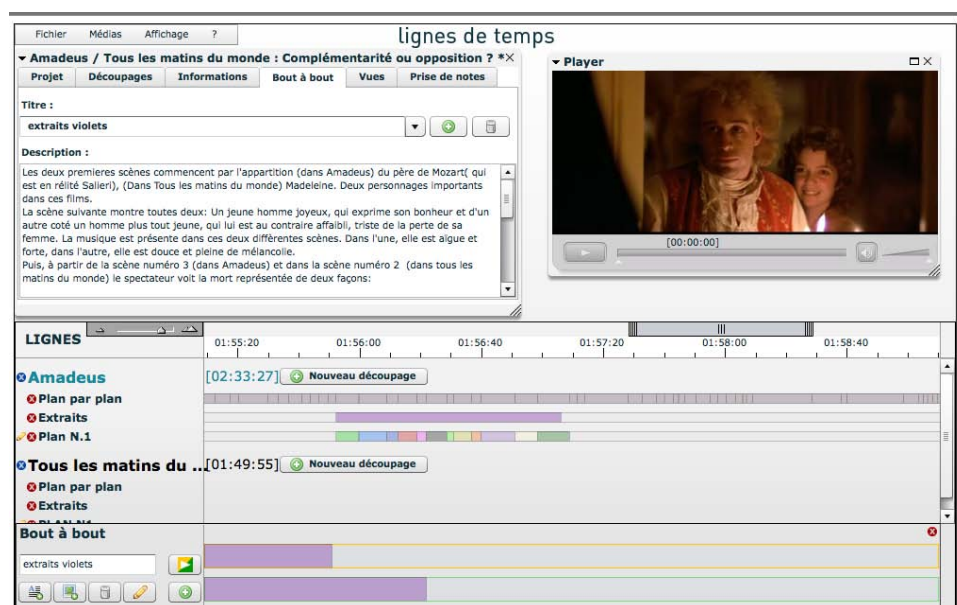 Fichier Médias Affichage ?
lignes de temps
Amadeus / Tous les matins du monde : Complémentarité ou opposition ? *
Projet Découpages Informations Bout à bout Vues Prise de notes
Titre :
extraits violets
Description :
Les deux premieres scènes commencent par l'appartition (dans Amadeus) du père de Mozart( qui
est en rélité Salieri), (Dans Tous les matins du monde) Madeleine. Deux personnages importants
dans ces films.
La scène suivante montre toutes deux: Un jeune homme joyeux, qui exprime son bonheur et d'un
autre coté un homme plus tout jeune, qui lui est au contraire affaibli, triste de la perte de sa
femme. La musique est présente dans ces deux diffèrentes scènes. Dans l'une, elle est aïgue et
forte, dans l'autre, elle est douce et pleine de mélancolie.
Puis, à partir de la scène numéro 3 (dans Amadeus) et dans la scène numéro 2 (dans tous les
matins du monde) le spectateur voit la mort représentée de deux façons:
Player
[00:00:00]
LIGNES
01:55:20 01:56:00 01:56:40 01:57:20 01:58:00 01:58:40
Amadeus [02:33:27] Nouveau découpage
Plan par plan
Extraits
Plan N.1
Tous les matins du ... [01:49:55] Nouveau découpage
Plan par plan
Extraits
PLAN N1
Bout à bout
extraits violets